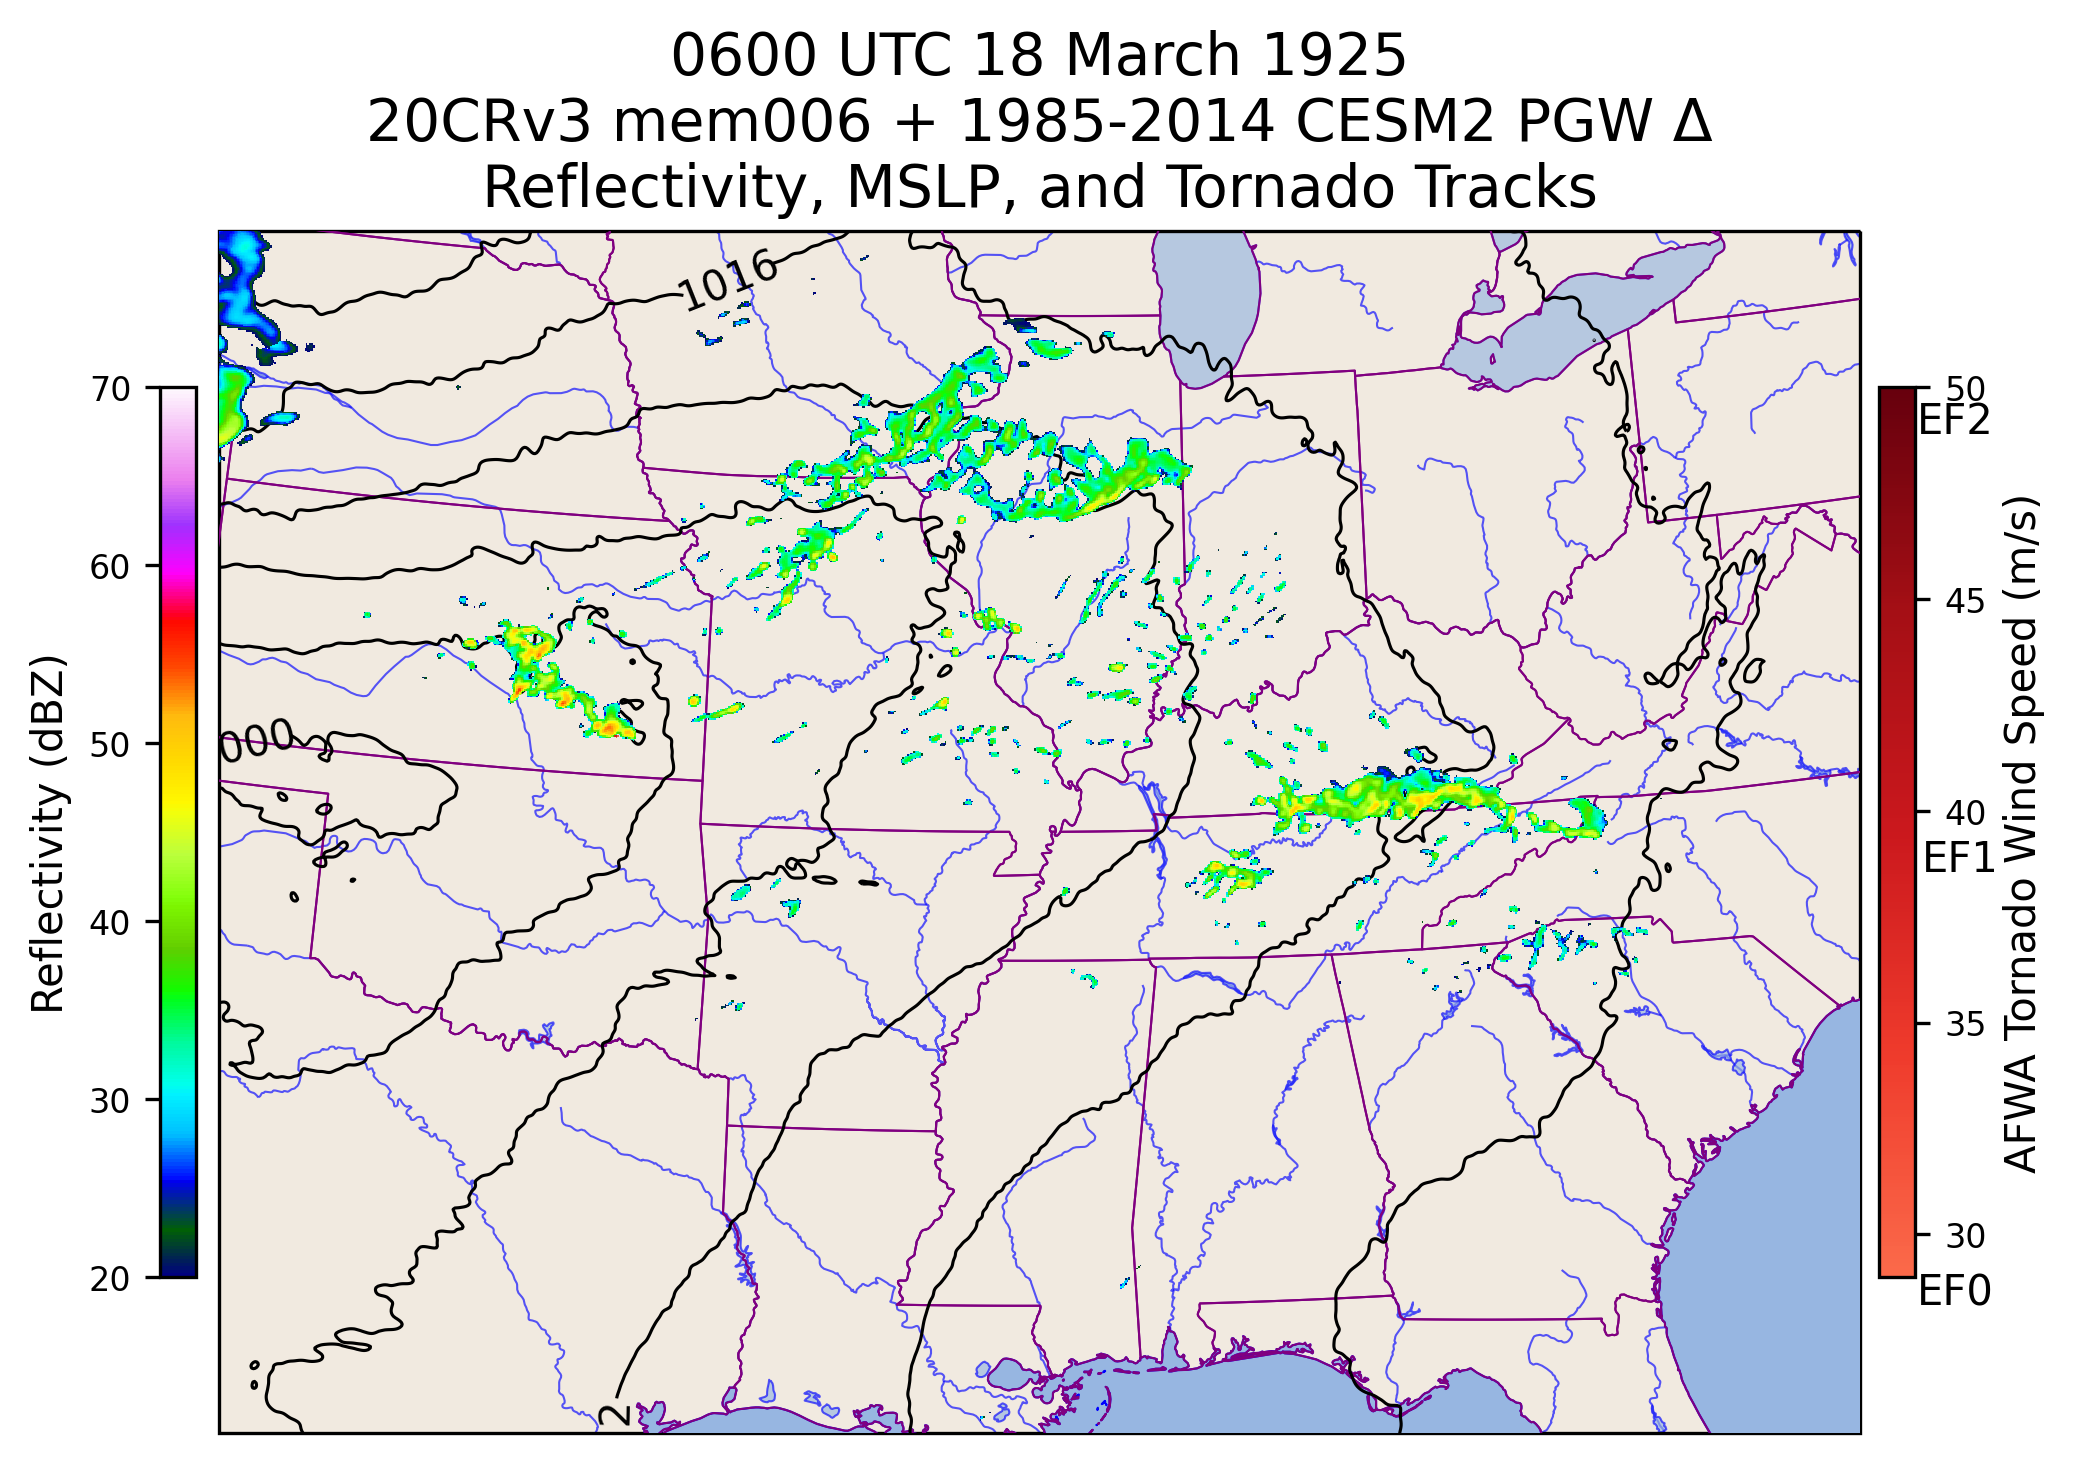 0600 UTC 18 March 1925
20CRv3 mem006 + 1985-2014 CESM2 PGW Δ
Reflectivity, MSLP, and Tornado Tracks
1016
000
2
70
60
50
40
30
20
Reflectivity (dBZ)
50
EF2
45
40
EF1
35
30
EF0
AFWA Tornado Wind Speed (m/s)